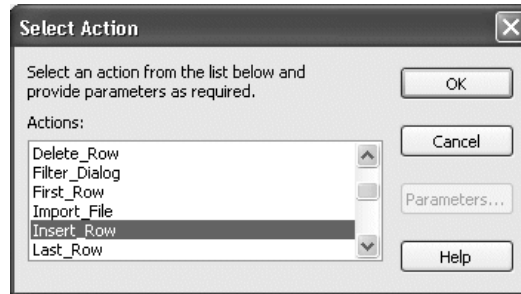 Select Action
Select an action from the list below and
provide parameters as required.
Actions:
Delete_Row
Filter_Dialog
First_Row
Import_File
Insert_Row
Last_Row
OK
Cancel
Parameters...
Help